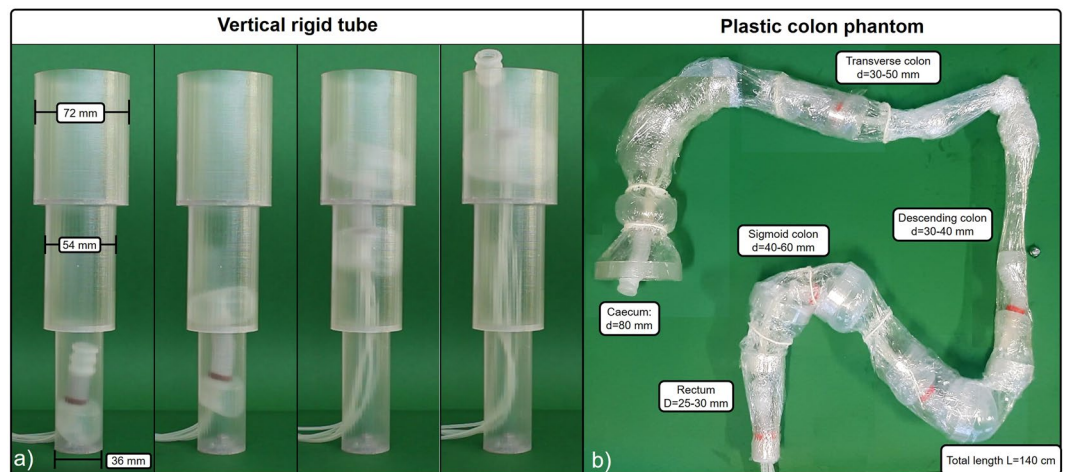 Vertical rigid tube
72 mm
54 mm
36 mm
a)
Plastic colon phantom
Transverse colon
d=30-50 mm
Descending colon
d=30-40 mm
Sigmoid colon
d=40-60 mm
Caecum:
d=80 mm
Rectum
D=25-30 mm
b)
Total length L=140 cm